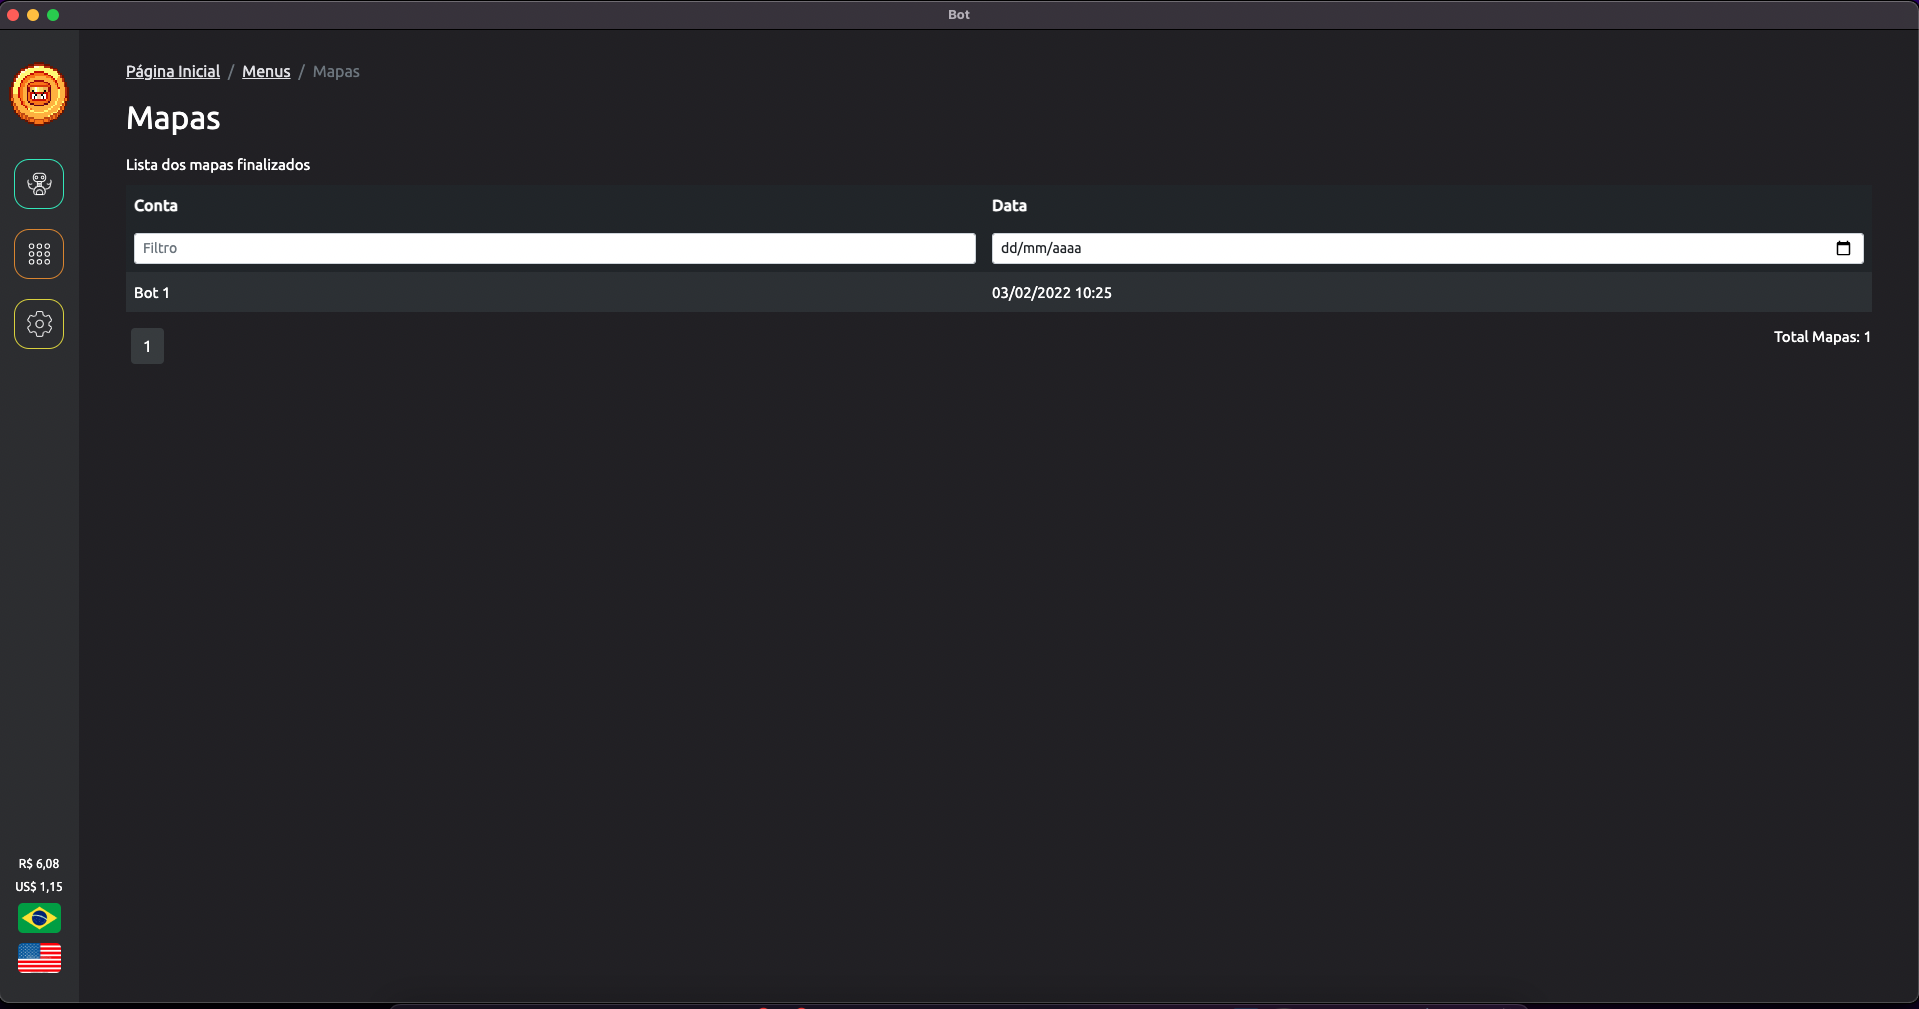 Bot
Página Inicial / Menus / Mapas
Mapas
Lista dos mapas finalizados
Conta Data
Filtro dd/mm/aaaa
Bot 1 03/02/2022 10:25
1 Total Mapas: 1
R$ 6,08
US$ 1,15